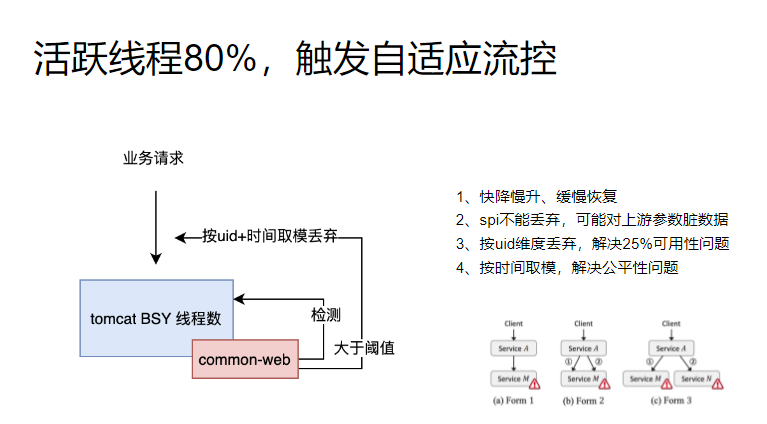 活跃线程80%，触发自适应流控
业务请求
按uid+时间取模丢弃
tomcat BSY 线程数
检测
common-web
大于阈值
1、快降慢升、缓慢恢复
2、spi不能丢弃，可能对上游参数脏数据
3、按uid维度丢弃，解决25%可用性问题
4、按时间取模，解决公平性问题
Client
Service A
Service M
(a) Form 1
Client
Service A
① ②
Service M
(b) Form 2
Client
Service A
① ②
Service M Service N
(c) Form 3